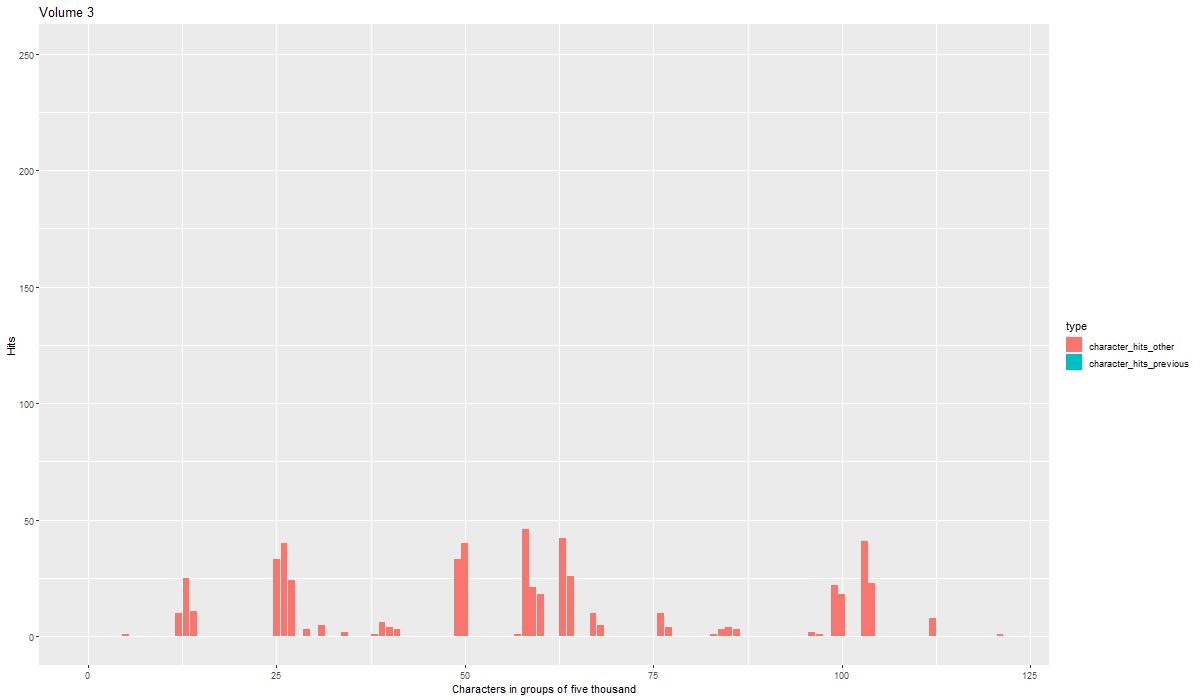 Volume 3
250
200
150
100
50
0
Hits
0 25 50 75 100 125
Characters in groups of five thousand
type
character_hits_other
character_hits_previous